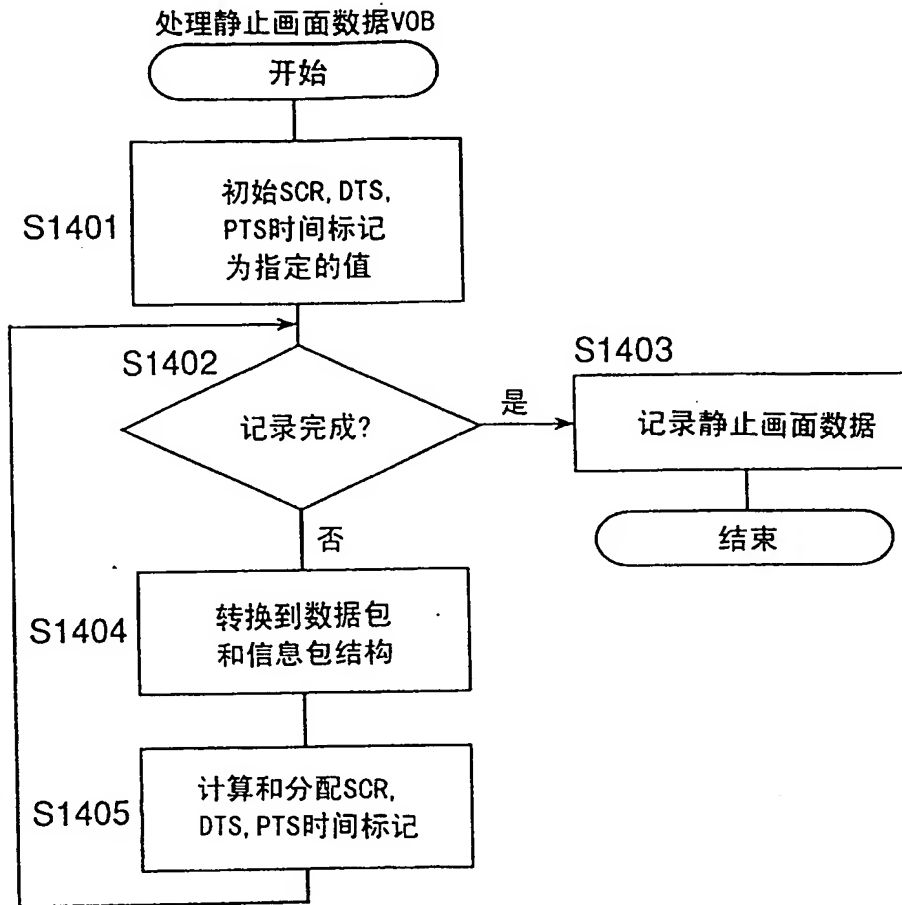 处理静止画面数据VOB
开始
S1401
初始SCR, DTS,
PTS时间标记
为指定的值
S1402
记录完成?
是
S1403
记录静止画面数据
结束
否
S1404
转换到数据包
和信息包结构
S1405
计算和分配SCR,
DTS, PTS时间标记